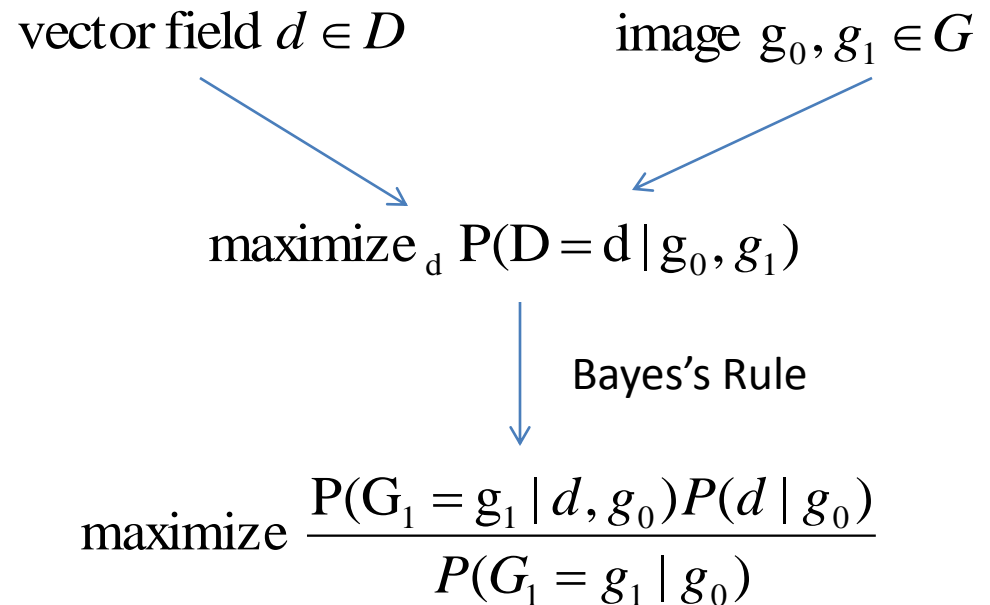 vector field d ∈ D
image g₀, g₁ ∈ G
maximize d P(D = d | g₀, g₁)
Bayes's Rule
maximize P(G₁ = g₁ | d, g₀)P(d | g₀)
P(G₁ = g₁ | g₀)